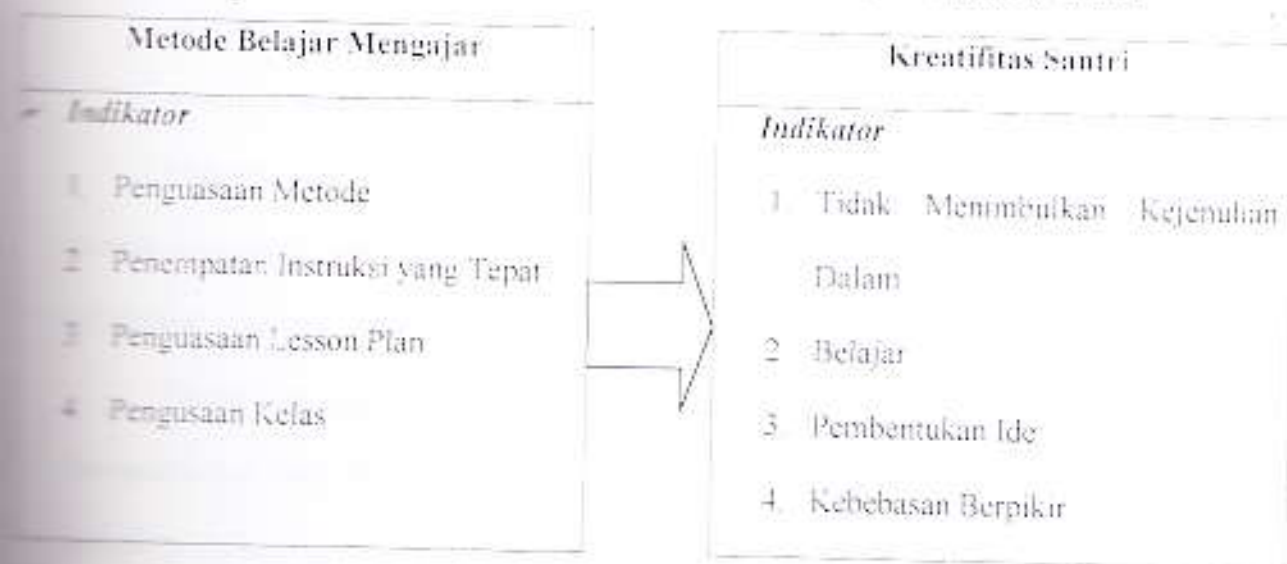 Metode Belajar Mengajar
Indikator
1. Penguasaan Metode
2. Penempatan Instruksi yang Tepat
3. Penguasaan Lesson Plan
4. Pengusaan Kelas
Kreatifitas Santri
Indikator
1. Tidak Menimbulkan Kejenuhan
Dalam
2. Belajar
3. Pembentukan Ide
4. Kebebasan Berpikir